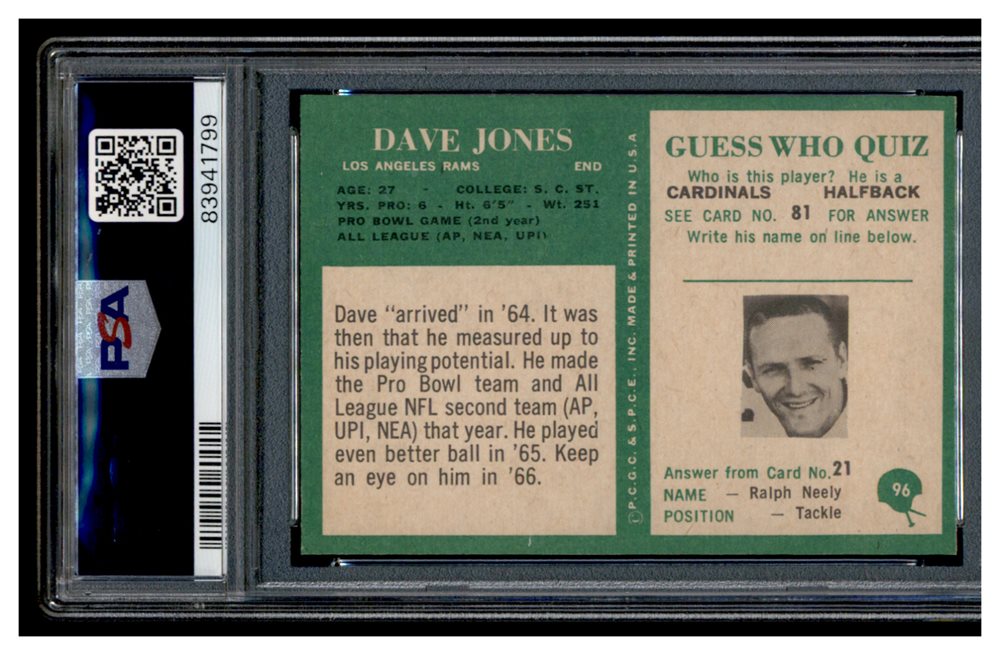 83941799
PSA
DAVE JONES
LOS ANGELES RAMS END
AGE: 27 - COLLEGE: S. C. ST.
YRS. PRO: 6 - Ht. 6'5" - Wt. 251
PRO BOWL GAME (2nd year)
ALL LEAGUE (AP, NEA, UPI)
Dave "arrived" in '64. It was
then that he measured up to
his playing potential. He made
the Pro Bowl team and All
League NFL second team (AP,
UPI, NEA) that year. He played
even better ball in '65. Keep
an eye on him in '66.
©P.C.G.C. & S.P.C.E., INC. MADE & PRINTED IN U.S.A
GUESS WHO QUIZ
Who is this player? He is a
CARDINALS HALFBACK
SEE CARD NO. 81 FOR ANSWER
Write his name on line below.
Answer from Card No. 21
NAME – Ralph Neely
POSITION – Tackle
96